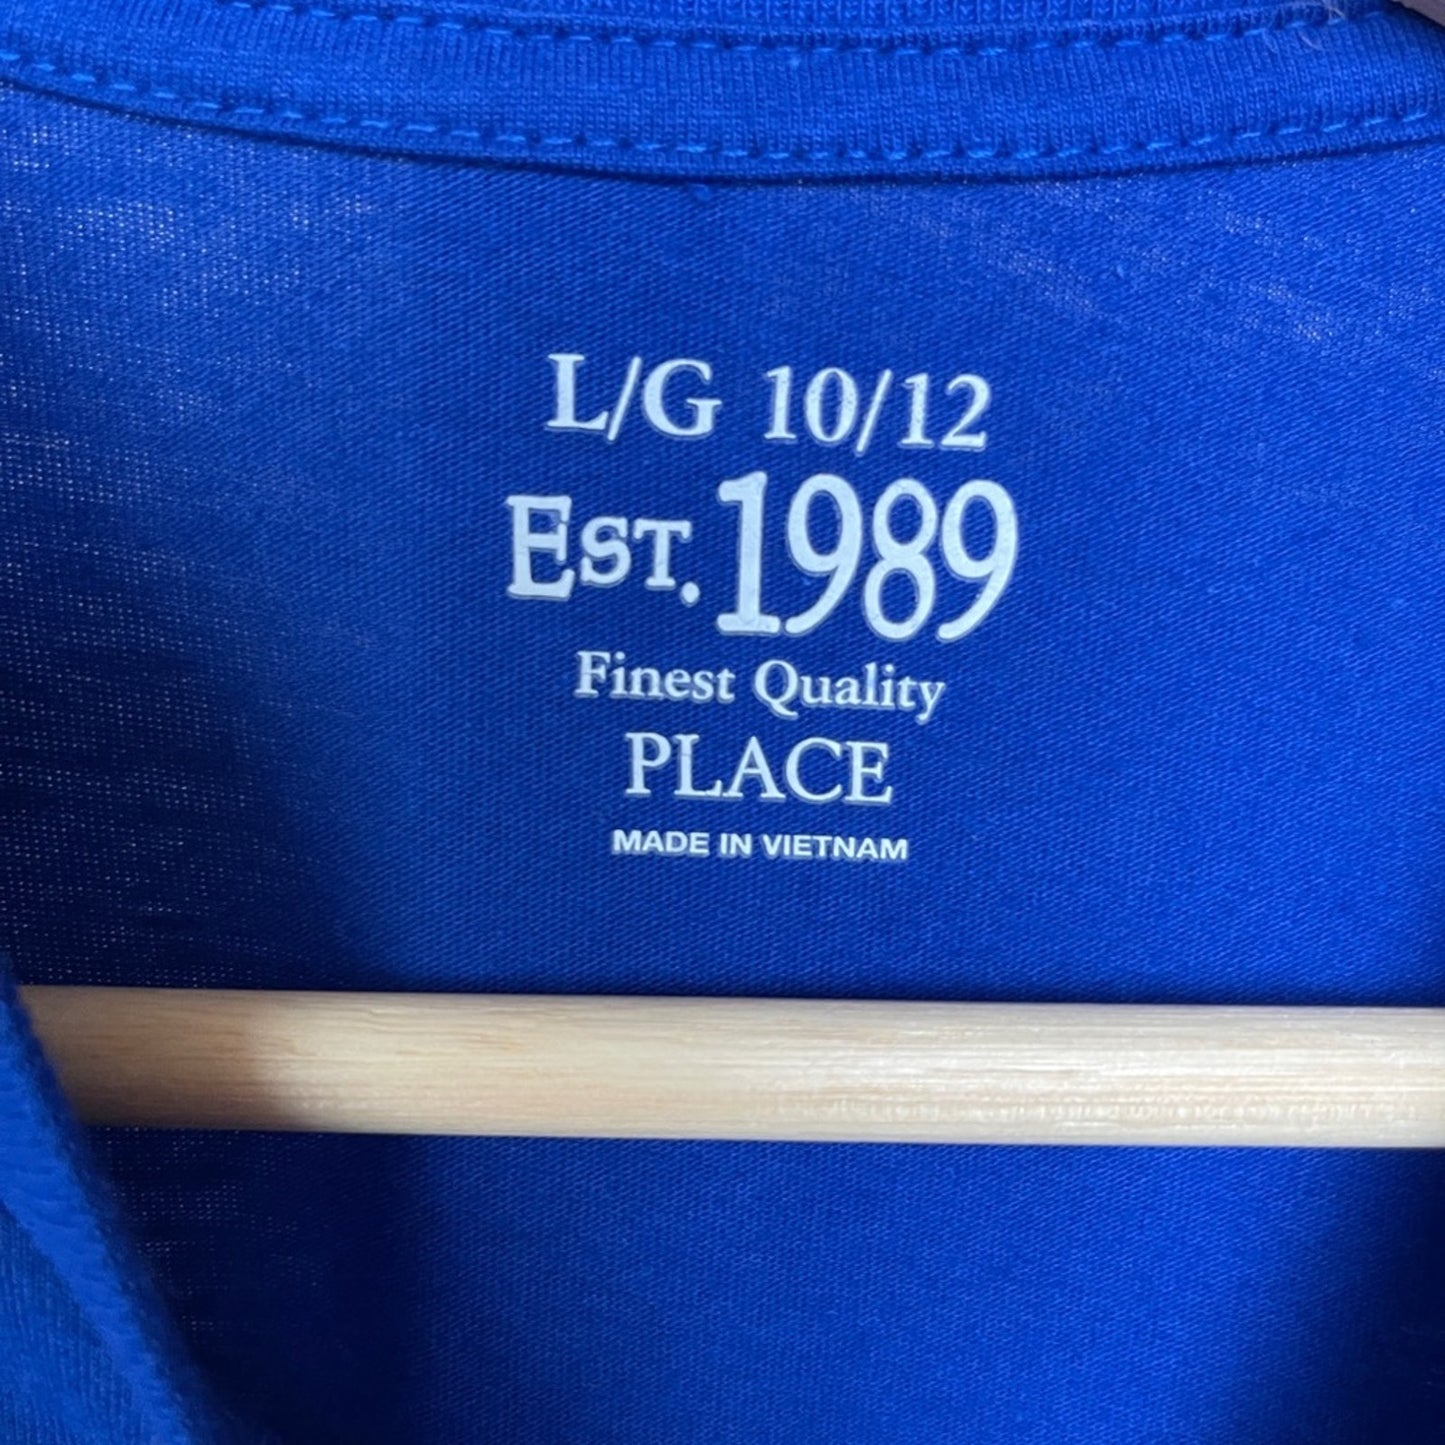 L/G 10/12
EST. 1989
Finest Quality
PLACE
MADE IN VIETNAM